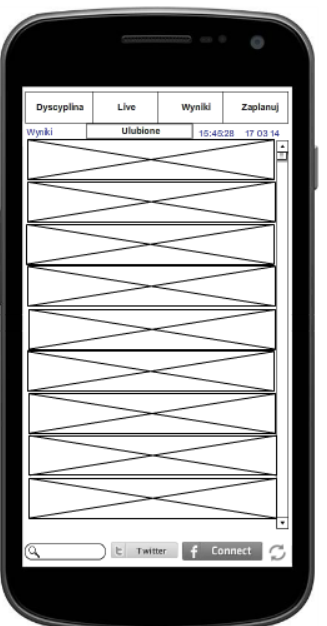 Dyscyplina Live Wyniki Zaplanuj
Wyniki Ulubione 15:46:28 17 03 14
t Twitter f Connect